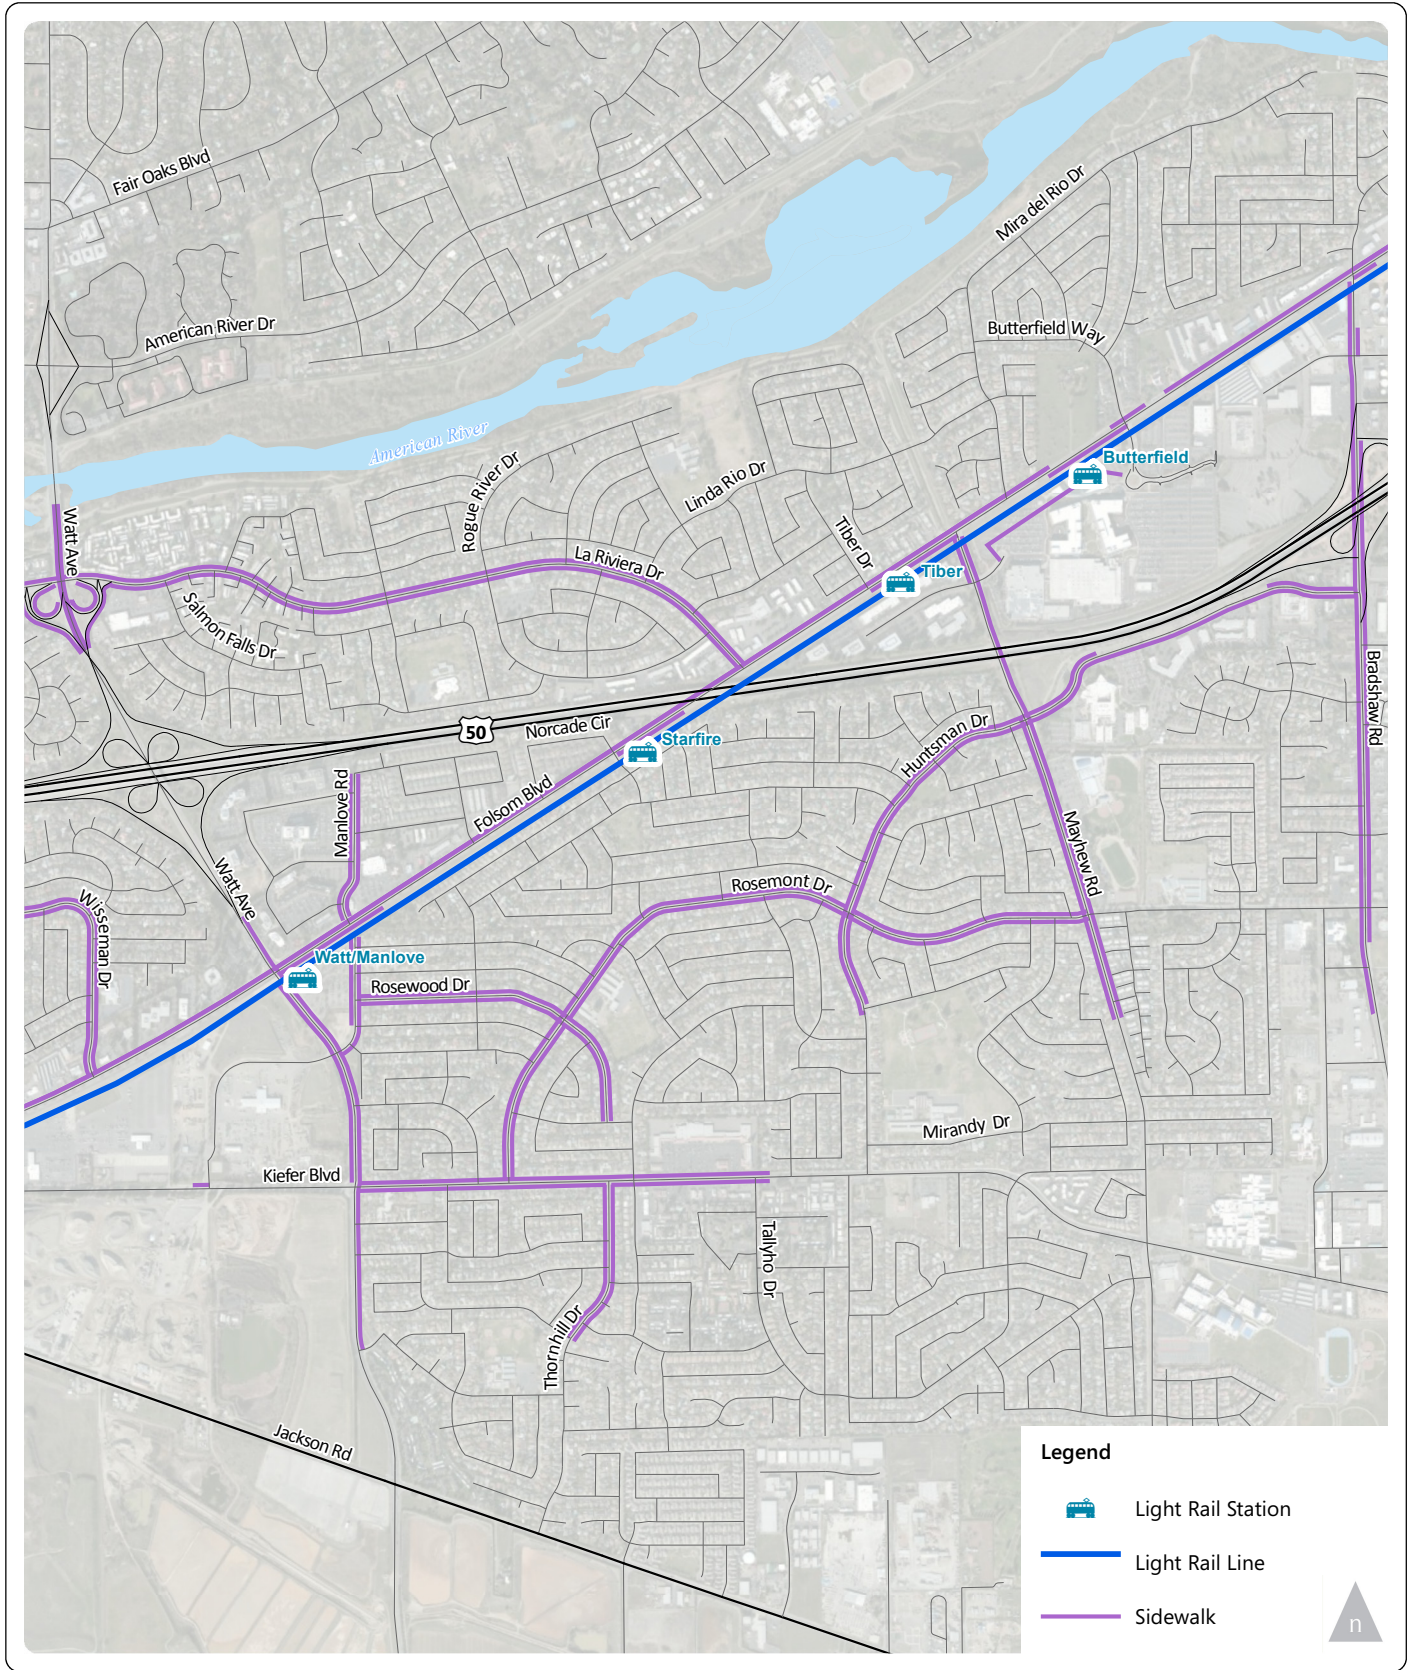 Fair Oaks Blvd
Mira del Rio Dr
American River Dr
Butterfield Way
American River
Butterfield
Rogue River Dr
Linda Rio Dr
Watt Ave
Tiber Dr
La Riviera Dr
Tiber
Salmon Falls Dr
Bradshaw Rd
50
Norcade Cir
Starfire
Huntsman Dr
Manlove Rd
Folsom Blvd
Mayhew Rd
Watt Ave
Rosemont Dr
Wisseman Dr
Watt/Manlove
Rosewood Dr
Mirandy Dr
Kiefer Blvd
Tallyho Dr
Thornhill Dr
Jackson Rd
Legend
Light Rail Station
Light Rail Line
Sidewalk
n